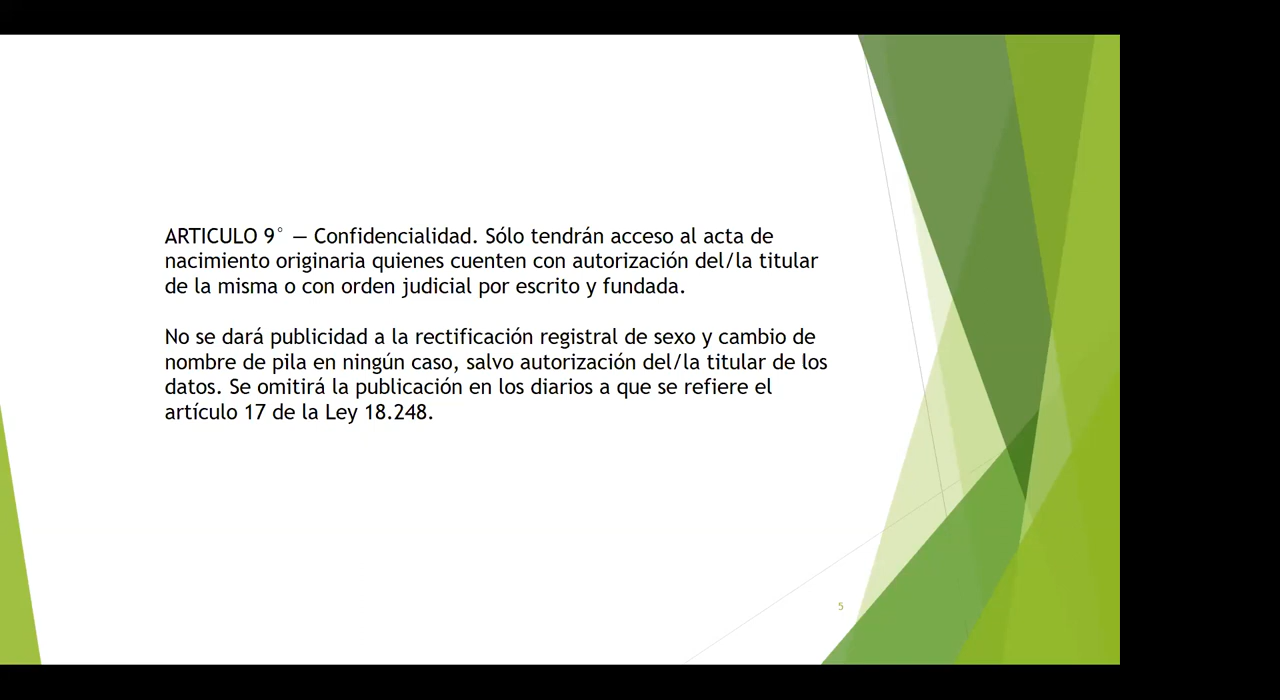 ARTICULO 9° — Confidencialidad. Sólo tendrán acceso al acta de
nacimiento originaria quienes cuenten con autorización del/la titular
de la misma o con orden judicial por escrito y fundada.
No se dará publicidad a la rectificación registral de sexo y cambio de
nombre de pila en ningún caso, salvo autorización del/la titular de los
datos. Se omitirá la publicación en los diarios a que se refiere el
artículo 17 de la Ley 18.248.
5